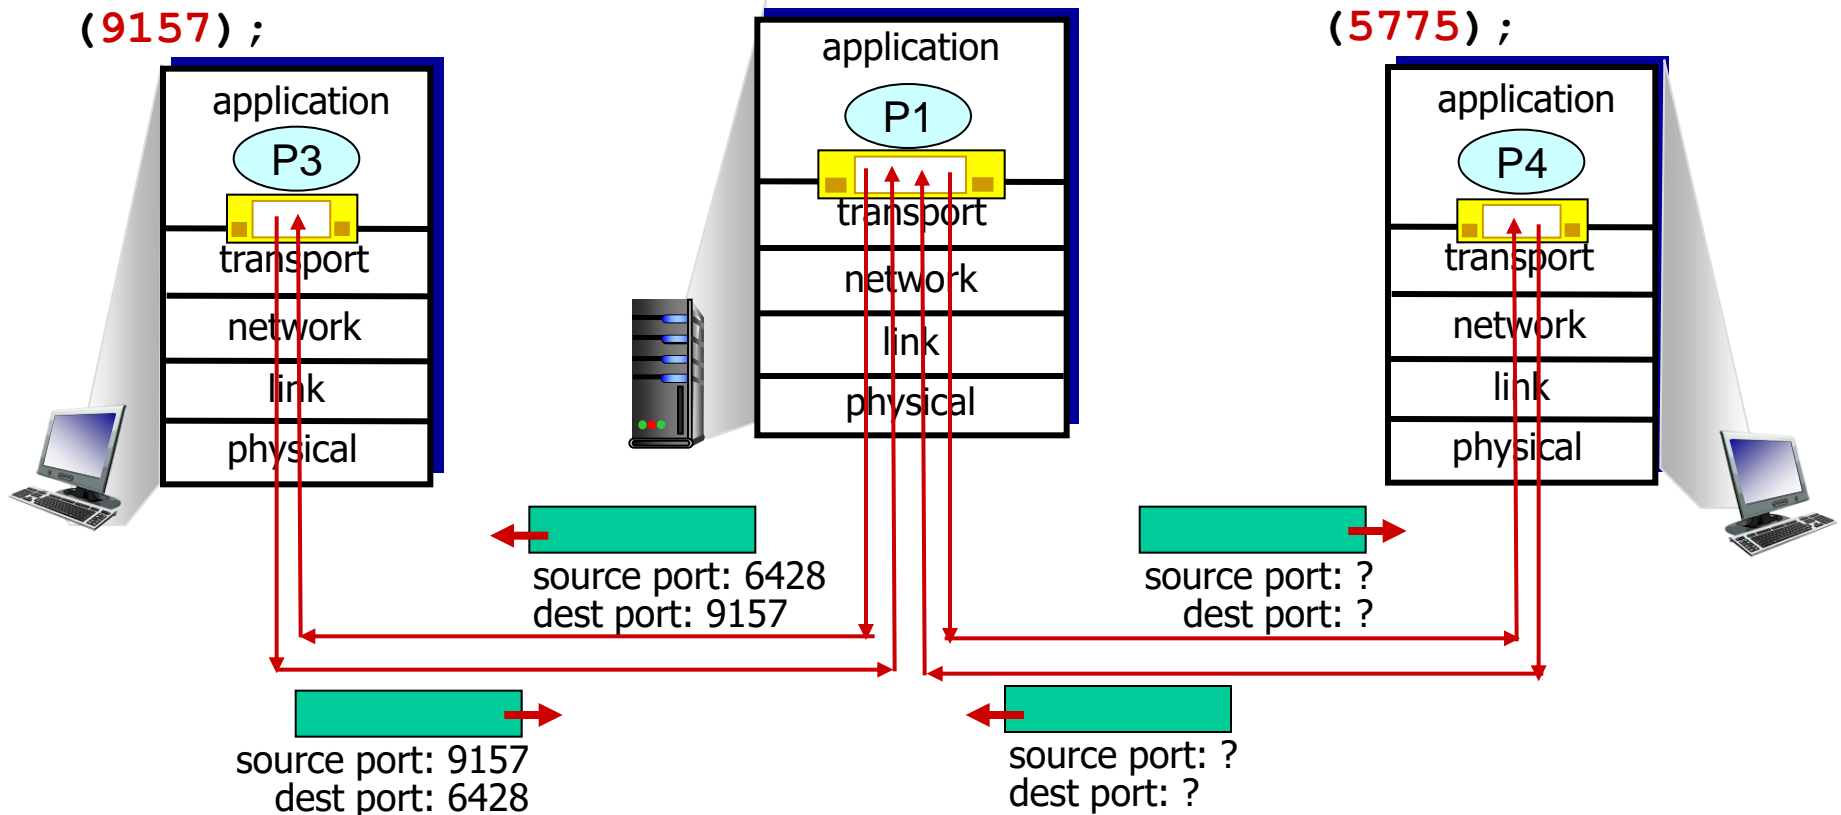 (9157);
application
P3
transport
network
link
physical
application
P1
transport
network
link
physical
(5775);
application
P4
transport
network
link
physical
source port: 6428
dest port: 9157
source port: ?
dest port: ?
source port: 9157
dest port: 6428
source port: ?
dest port: ?